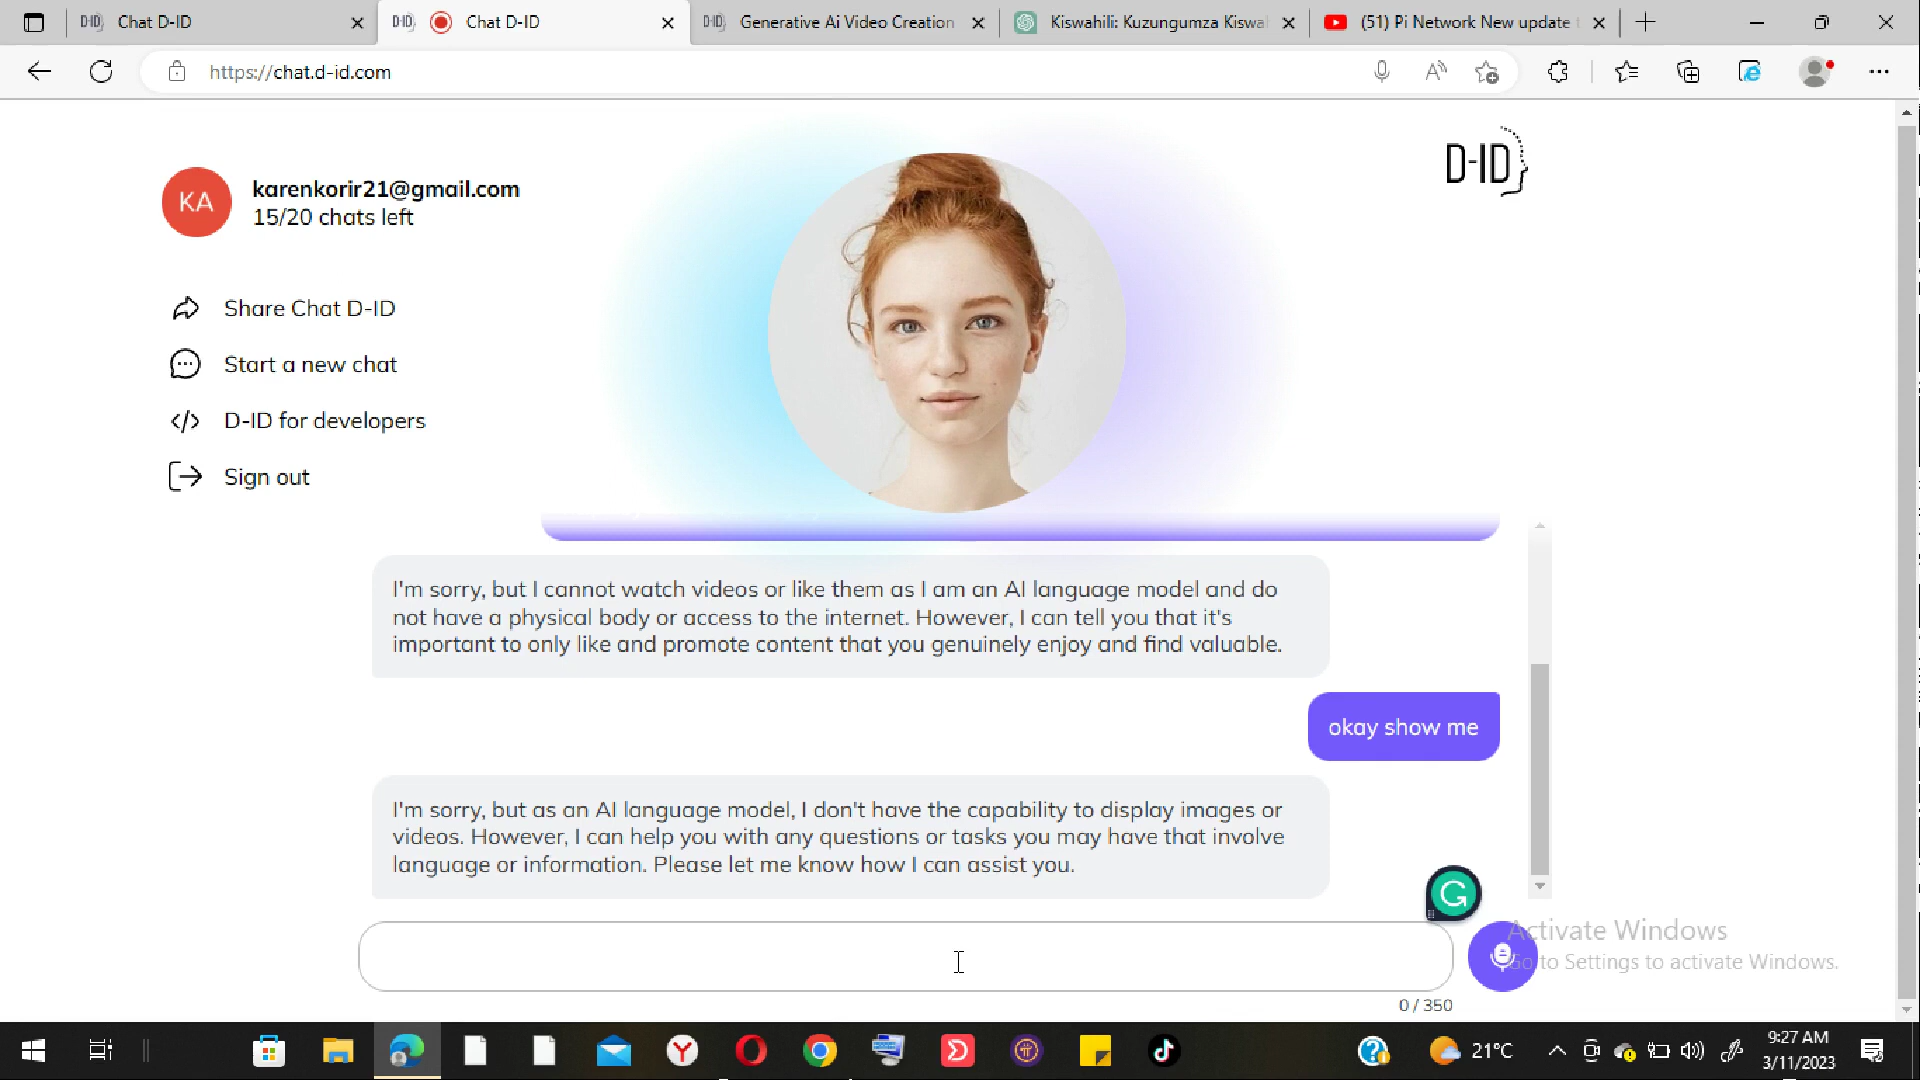 Chat D-ID
Chat D-ID
Generative Ai Video Creation
Kiswahili: Kuzungumza Kiswa
(51) Pi Network New update
https://chat.d-id.com
D-ID
KA
karenkorir21@gmail.com
15/20 chats left
Share Chat D-ID
Start a new chat
D-ID for developers
Sign out
I'm sorry, but I cannot watch videos or like them as I am an AI language model and do
not have a physical body or access to the internet. However, I can tell you that it's
important to only like and promote content that you genuinely enjoy and find valuable.
okay show me
I'm sorry, but as an AI language model, I don't have the capability to display images or
videos. However, I can help you with any questions or tasks you may have that involve
language or information. Please let me know how I can assist you.
Activate Windows
Go to Settings to activate Windows.
0 / 350
21°C
9:27 AM
3/11/2023